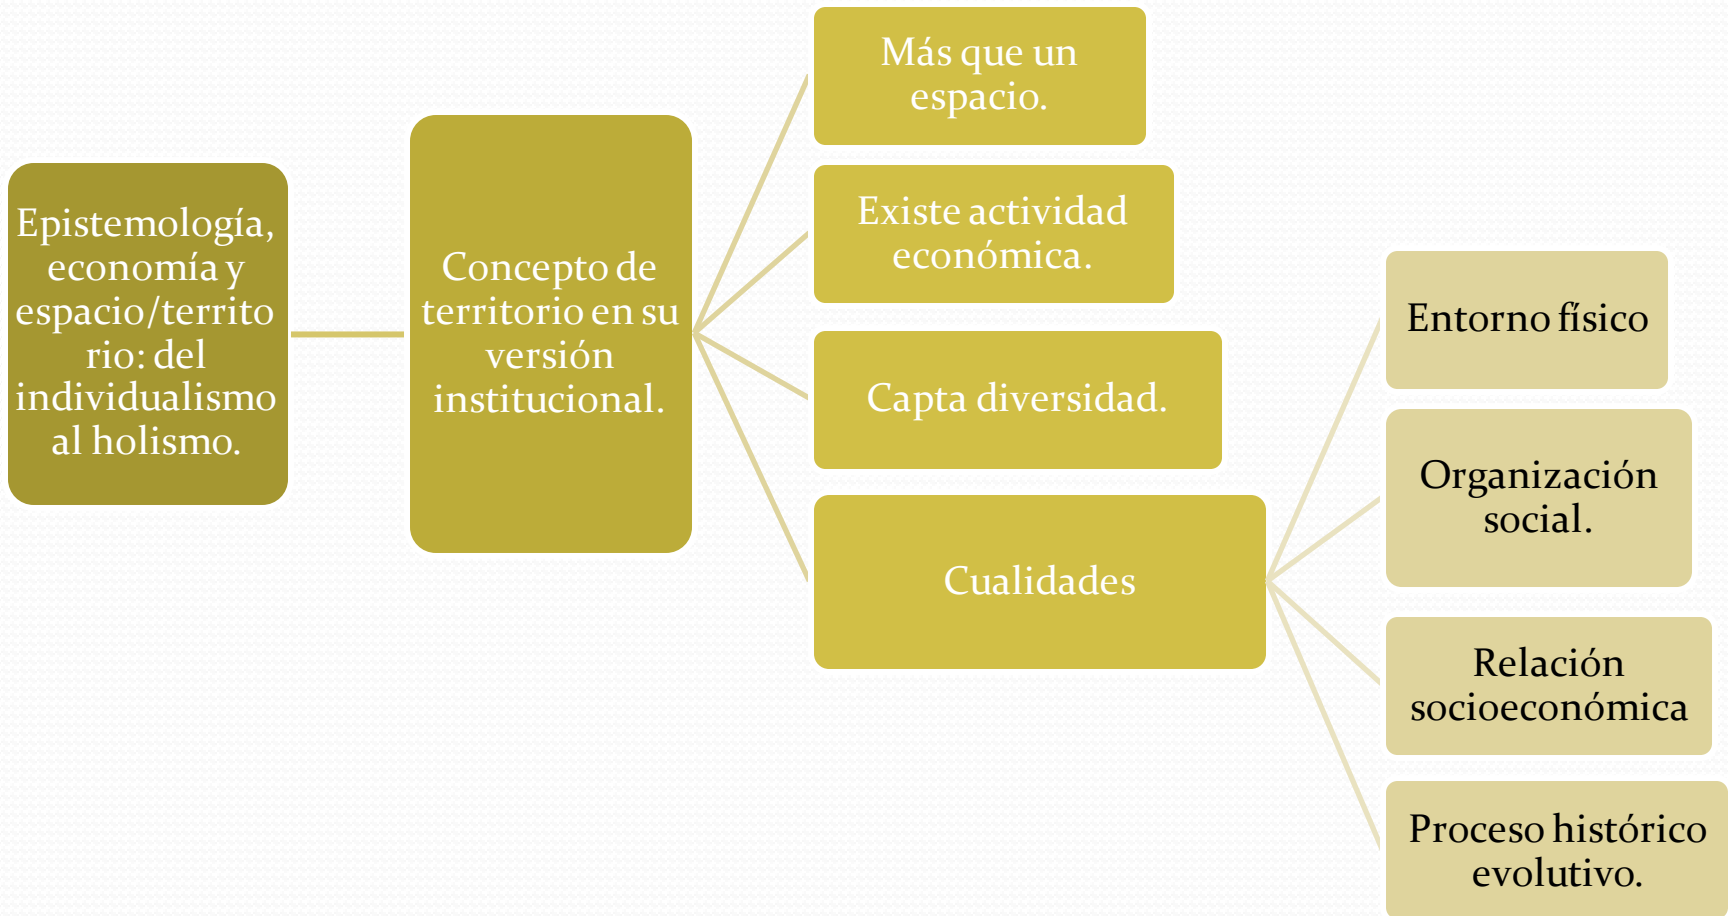 Epistemología,
economía y
espacio/territo
rio: del
individualismo
al holismo.
Concepto de
territorio en su
versión
institucional.
Más que un
espacio.
Existe actividad
económica.
Capta diversidad.
Cualidades
Entorno físico
Organización
social.
Relación
socioeconómica
Proceso histórico
evolutivo.